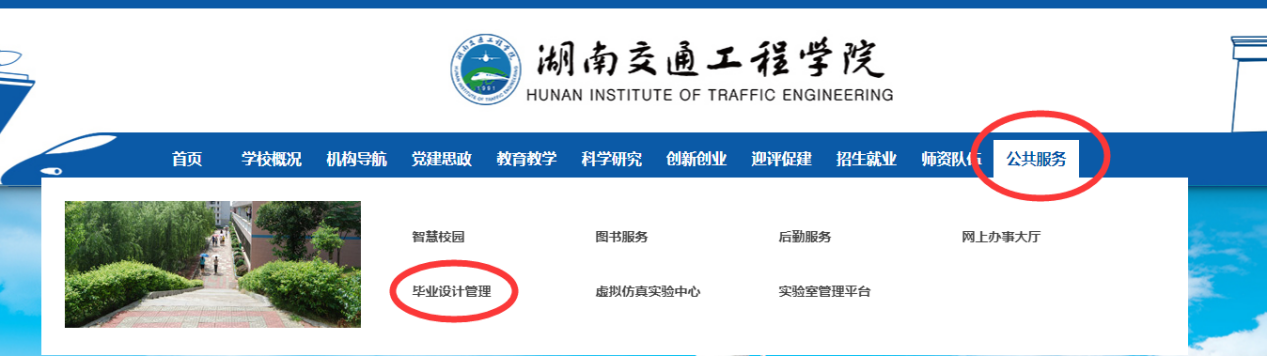 湖南交通工程学院
HUNAN INSTITUTE OF TRAFFIC ENGINEERING
首页 学校概况 机构导航 党建思政 教育教学 科学研究 创新创业 迎评促建 招生就业 师资队伍 公共服务
智慧校园 图书服务 后勤服务 网上办事大厅
毕业设计管理 虚拟仿真实验中心 实验室管理平台